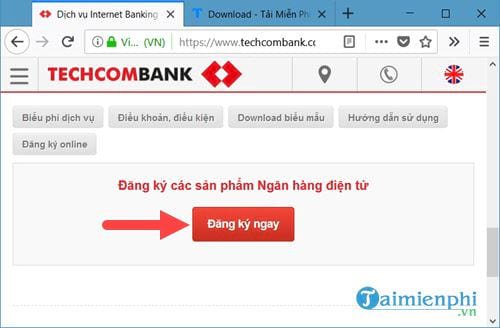 Dịch vụ Internet Banking
Download - Tải Miễn Ph
Vi... (VN)
https://www.techcombank.c
TECHCOMBANK
Biểu phí dịch vụ
Điều khoản, điều kiện
Download biểu mẫu
Hướng dẫn sử dụng
Đăng ký online
Đăng ký các sản phẩm Ngân hàng điện tử
Đăng ký ngay
Taimienphi
.vn